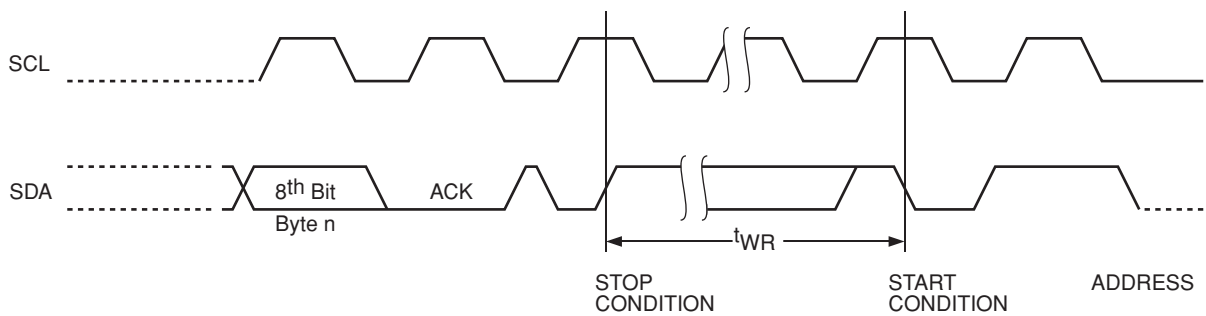 SCL
SDA
8th Bit
ACK
Byte n
tWR
STOP
CONDITION
START
CONDITION
ADDRESS